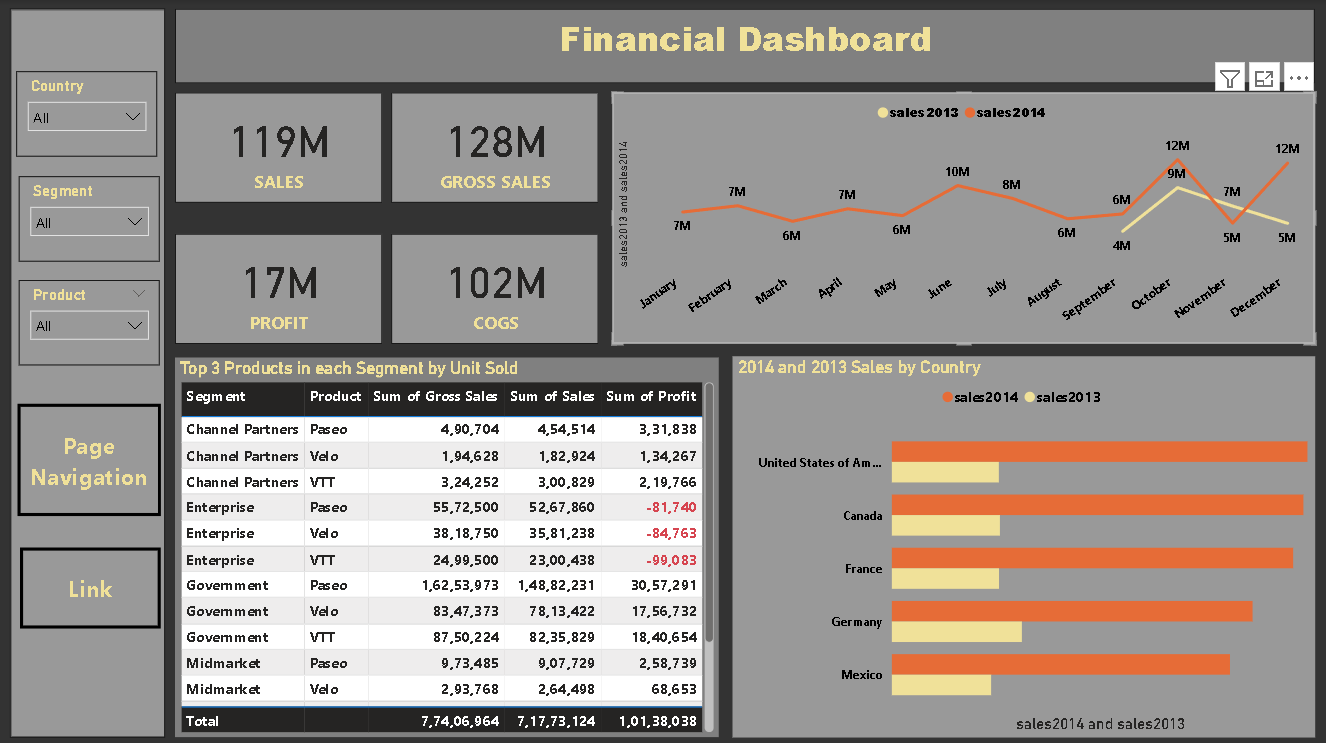 Financial Dashboard
Country
All
Segment
All
Product
All
Page
Navigation
Link
119M
SALES
128M
GROSS SALES
17M
PROFIT
102M
COGS
sales2013 sales2014
sales2013 and sales2014
7M
7M
6M
7M
6M
10M
8M
6M
6M
4M
12M
9M
7M
5M
12M
5M
January February March April May June July August September October November December
Top 3 Products in each Segment by Unit Sold
Segment Product Sum of Gross Sales Sum of Sales Sum of Profit
Channel Partners Paseo 4,90,704 4,54,514 3,31,838
Channel Partners Velo 1,94,628 1,82,924 1,34,267
Channel Partners VTT 3,24,252 3,00,829 2,19,766
Enterprise Paseo 55,72,500 52,67,860 -81,740
Enterprise Velo 38,18,750 35,81,238 -84,763
Enterprise VTT 24,99,500 23,00,438 -99,083
Government Paseo 1,62,53,973 1,48,82,231 30,57,291
Government Velo 83,47,373 78,13,422 17,56,732
Government VTT 87,50,224 82,35,829 18,40,654
Midmarket Paseo 9,73,485 9,07,729 2,58,739
Midmarket Velo 2,93,768 2,64,498 68,653
Total 7,74,06,964 7,17,73,124 1,01,38,038
2014 and 2013 Sales by Country
sales2014 sales2013
United States of Am...
Canada
France
Germany
Mexico
sales2014 and sales2013